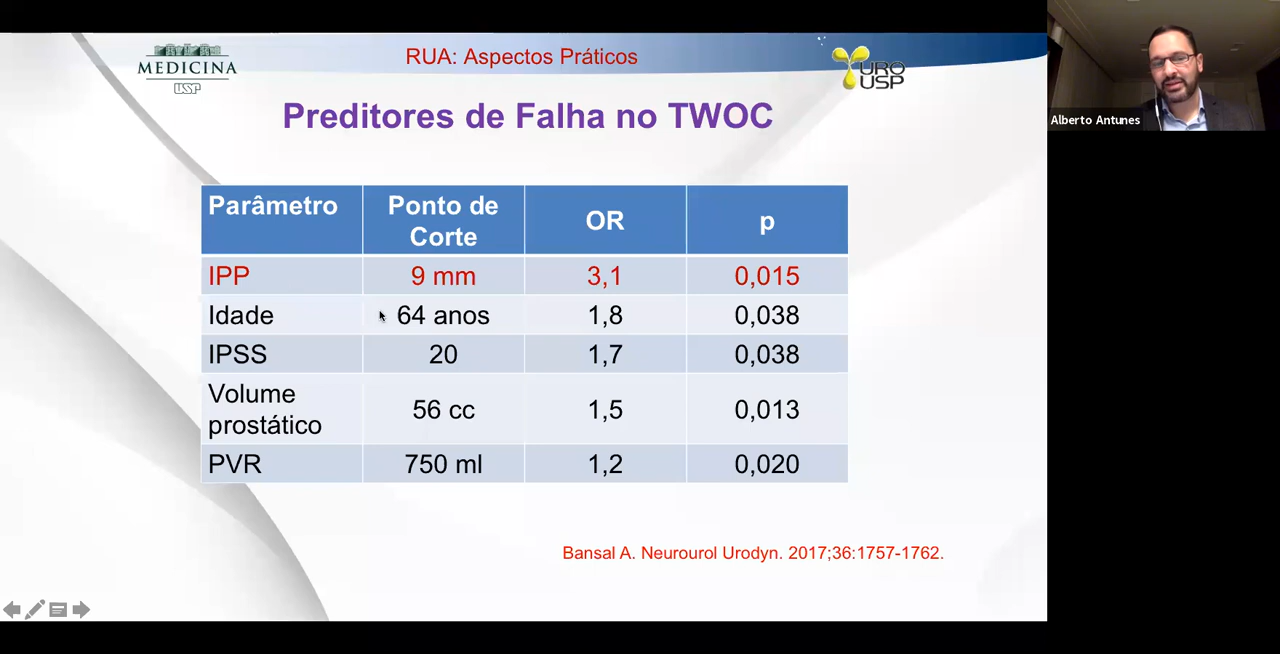 MEDICINA
USP
RUA: Aspectos Práticos
URO
USP
Alberto Antunes
Preditores de Falha no TWOC
Parâmetro Ponto de Corte OR p
IPP 9 mm 3,1 0,015
Idade 64 anos 1,8 0,038
IPSS 20 1,7 0,038
Volume prostático 56 cc 1,5 0,013
PVR 750 ml 1,2 0,020
Bansal A. Neurourol Urodyn. 2017;36:1757-1762.